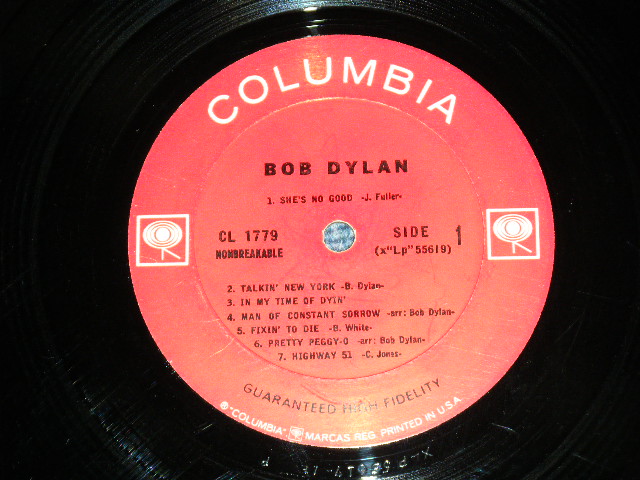 COLUMBIA
BOB DYLAN
1. SHE'S NO GOOD -J. Fuller-
CL 1779
NONBREAKABLE
SIDE 1
(x"Lp" 55619)
2. TALKIN' NEW YORK -B. Dylan-
3. IN MY TIME OF DYIN'
4. MAN OF CONSTANT SORROW -arr: Bob Dylan-
5. FIXIN' TO DIE -B. White-
6. PRETTY PEGGY-O -arr: Bob Dylan-
7. HIGHWAY 51 -C. Jones-
GUARANTEED HIGH FIDELITY
® "COLUMBIA" MARCAS REG. PRINTED IN U.S.A.